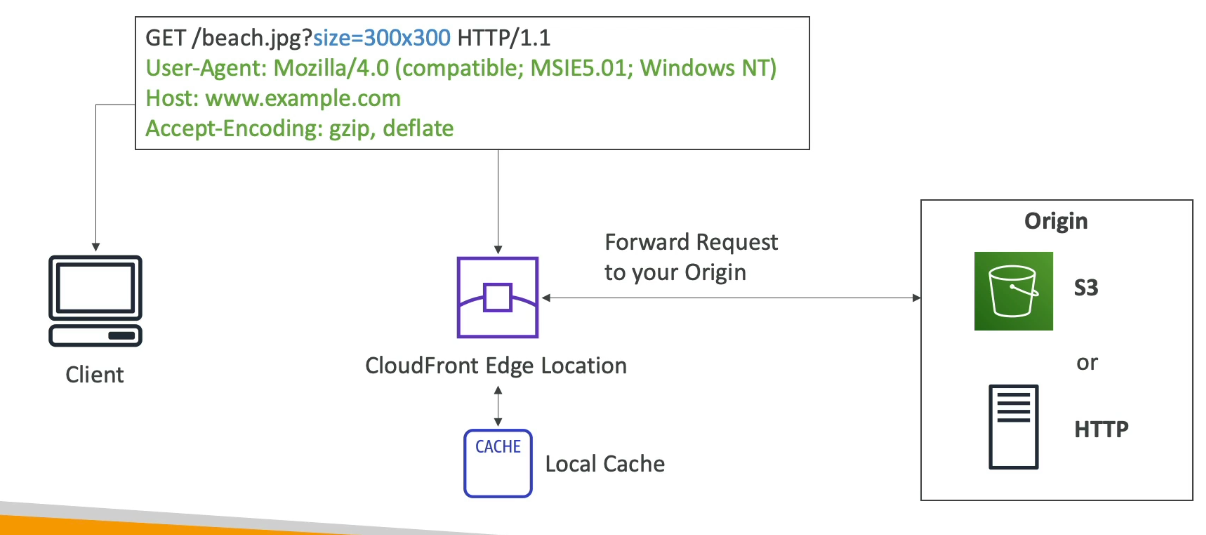 GET /beach.jpg?size=300x300 HTTP/1.1
User-Agent: Mozilla/4.0 (compatible; MSIE5.01; Windows NT)
Host: www.example.com
Accept-Encoding: gzip, deflate
Client
CloudFront Edge Location
Forward Request
to your Origin
CACHE
Local Cache
Origin
S3
or
HTTP